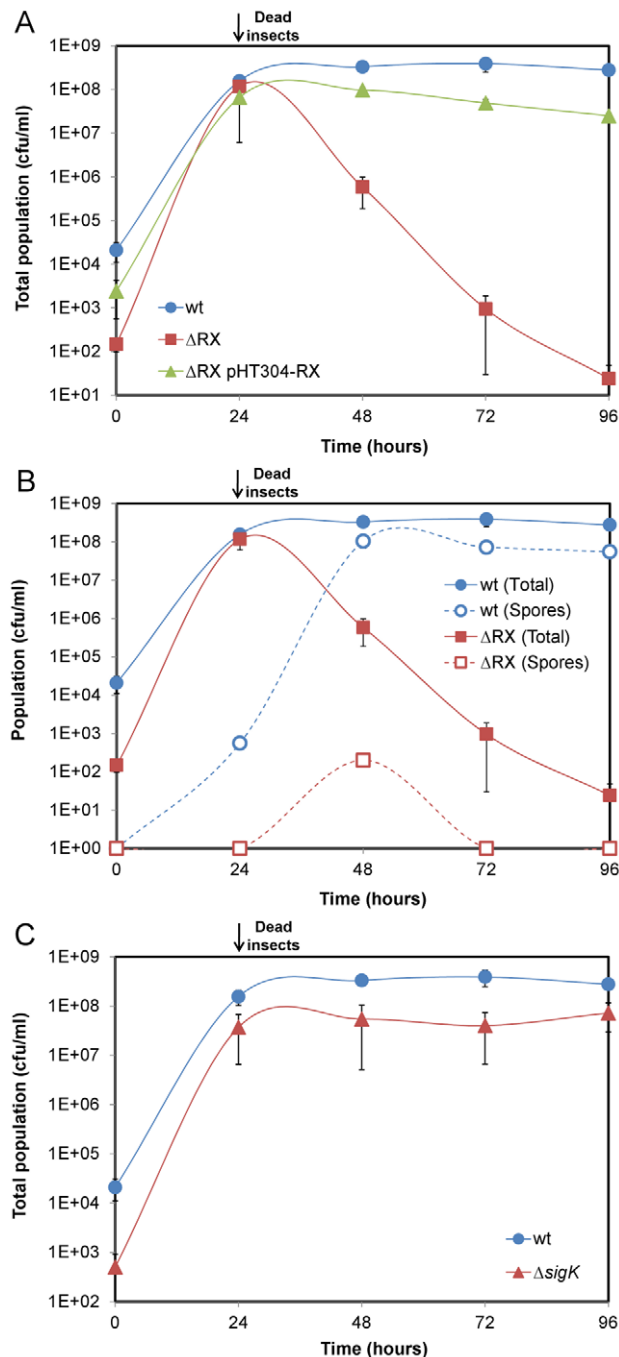 A
Dead
insects
1E+09
1E+08
1E+07
1E+06
1E+05
1E+04
1E+03
1E+02
1E+01
Total population (cfu/ml)
wt
ΔRX
ΔRX pHT304-RX
0 24 48 72 96
Time (hours)
B
Dead
insects
1E+09
1E+08
1E+07
1E+06
1E+05
1E+04
1E+03
1E+02
1E+01
1E+00
Population (cfu/ml)
wt (Total)
wt (Spores)
ΔRX (Total)
ΔRX (Spores)
0 24 48 72 96
Time (hours)
C
Dead
insects
1E+09
1E+08
1E+07
1E+06
1E+05
1E+04
1E+03
1E+02
Total population (cfu/ml)
wt
ΔsigK
0 24 48 72 96
Time (hours)